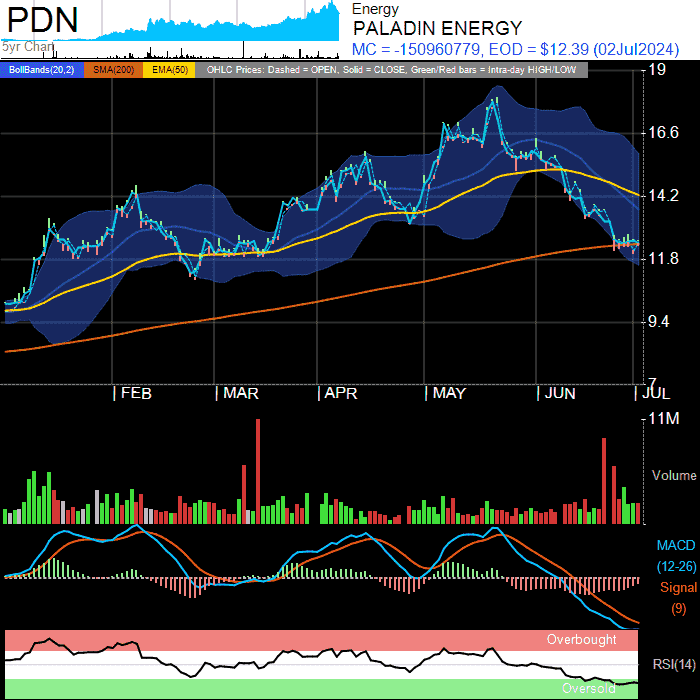 PDN
5yr Chart
Energy
PALADIN ENERGY
MC = -150960779, EOD = $12.39 (02Jul2024)
BollBands(20,2) SMA(200) EMA(50) OHLC Prices: Dashed = OPEN, Solid = CLOSE, Green/Red bars = Intra-day HIGH/LOW
19
16.6
14.2
11.8
9.4
7
FEB MAR APR MAY JUN JUL
11M
Volume
MACD
(12-26)
Signal
(9)
Overbought
RSI(14)
Oversold